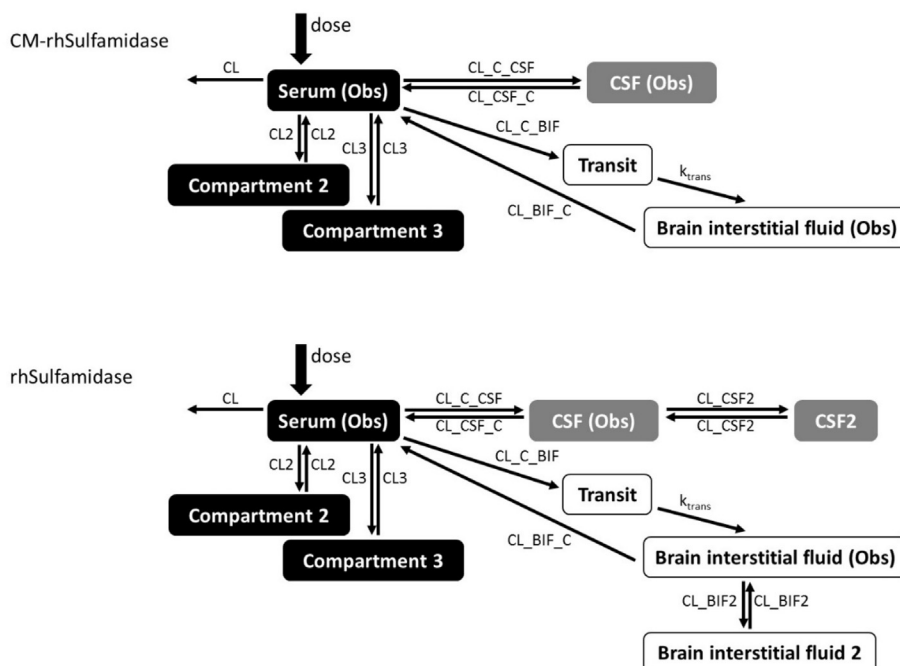 CM-rhSulfamidase
dose
CL
Serum (Obs)
CL_C_CSF
CL_CSF_C
CSF (Obs)
CL2
CL2
CL3
CL3
CL_C_BIF
Transit
k_trans
Compartment 2
CL_BIF_C
Compartment 3
Brain interstitial fluid (Obs)
rhSulfamidase
dose
CL
Serum (Obs)
CL_C_CSF
CL_CSF_C
CSF (Obs)
CL_CSF2
CL_CSF2
CSF2
CL2
CL2
CL3
CL3
CL_C_BIF
Transit
k_trans
Compartment 2
CL_BIF_C
Compartment 3
Brain interstitial fluid (Obs)
CL_BIF2
CL_BIF2
Brain interstitial fluid 2